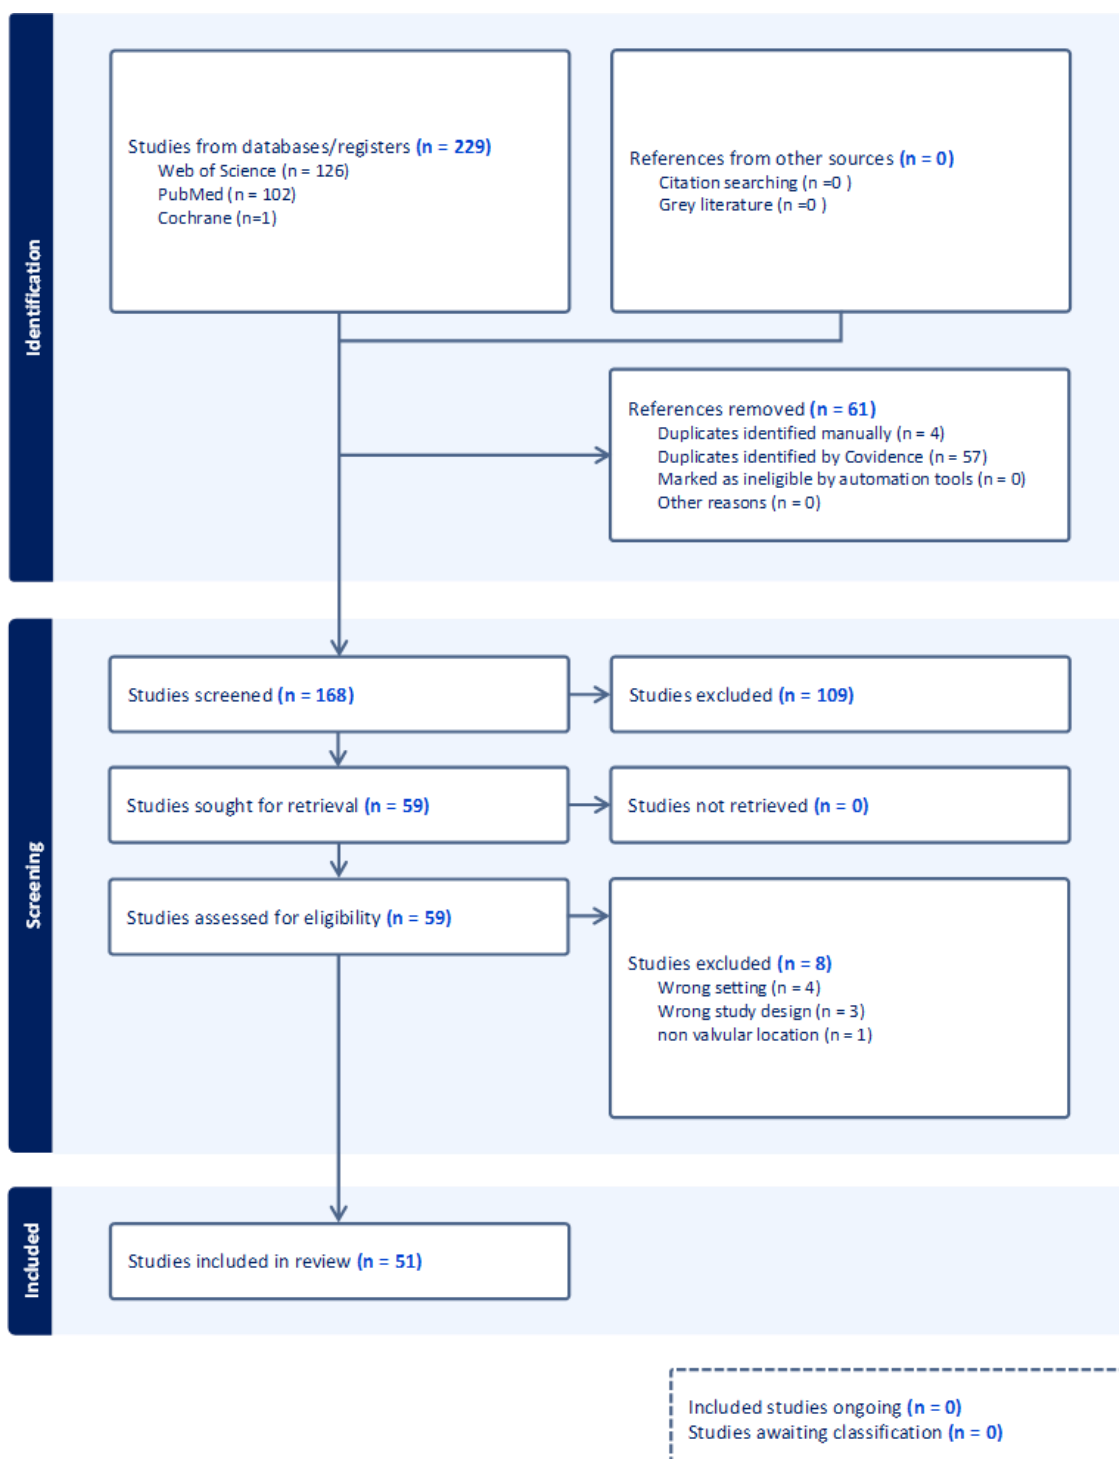 Identification
Studies from databases/registers (n = 229)
Web of Science (n = 126)
PubMed (n = 102)
Cochrane (n=1)
References from other sources (n = 0)
Citation searching (n =0 )
Grey literature (n =0 )
References removed (n = 61)
Duplicates identified manually (n = 4)
Duplicates identified by Covidence (n = 57)
Marked as ineligible by automation tools (n = 0)
Other reasons (n = 0)
Screening
Studies screened (n = 168)
Studies excluded (n = 109)
Studies sought for retrieval (n = 59)
Studies not retrieved (n = 0)
Studies assessed for eligibility (n = 59)
Studies excluded (n = 8)
Wrong setting (n = 4)
Wrong study design (n = 3)
non valvular location (n = 1)
Included
Studies included in review (n = 51)
Included studies ongoing (n = 0)
Studies awaiting classification (n = 0)